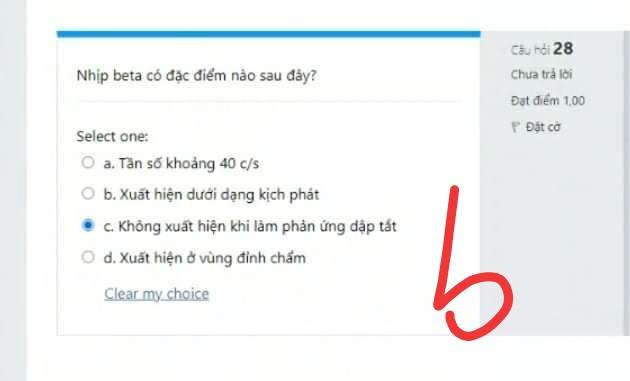 Nhịp beta có đặc điểm nào sau đây?
Select one:
a. Tần số khoảng 40 c/s
b. Xuất hiện dưới dạng kịch phát
c. Không xuất hiện khi làm phản ứng dập tắt
d. Xuất hiện ở vùng đỉnh chẩm
Clear my choice
Câu hỏi 28
Chưa trả lời
Đạt điểm 1,00
Đặt cờ
b